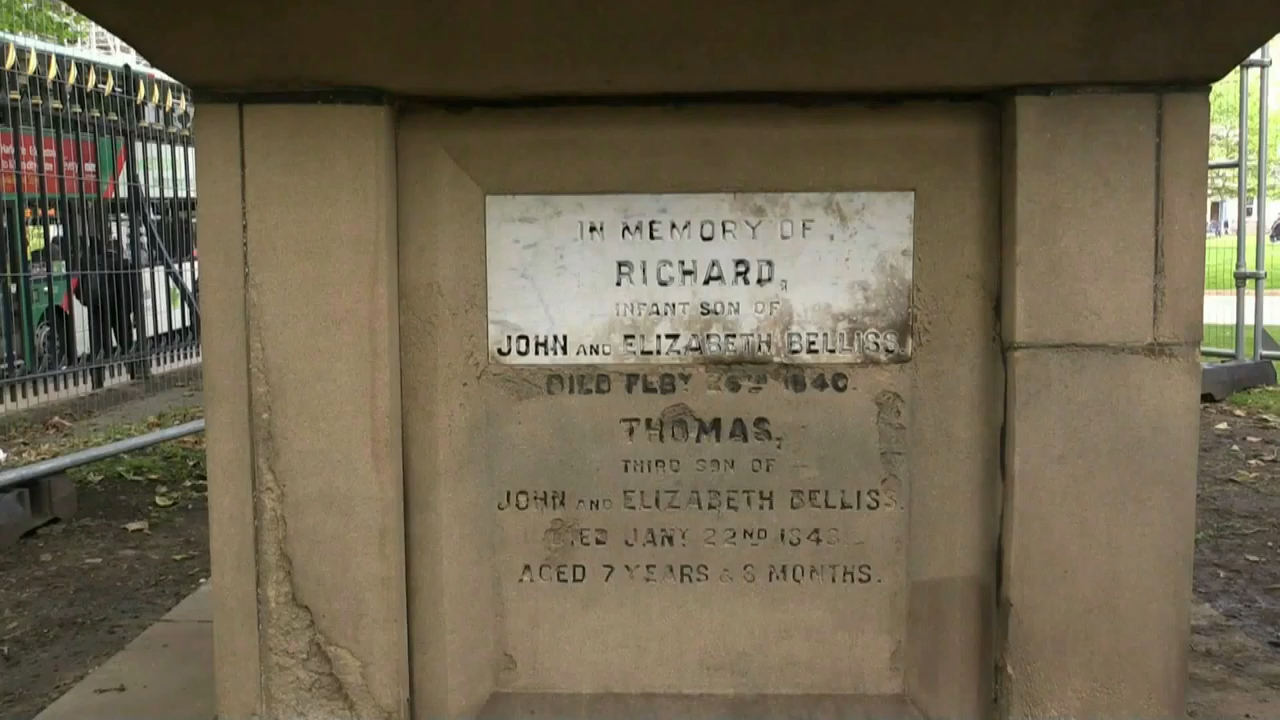 IN MEMORY OF
RICHARD,
INFANT SON OF
JOHN AND ELIZABETH BELLISS.
DIED FEBY 26TH 1840.
THOMAS,
THIRD SON OF
JOHN AND ELIZABETH BELLISS.
DIED JANY 22ND
AGED 7 YEARS & MONTHS.